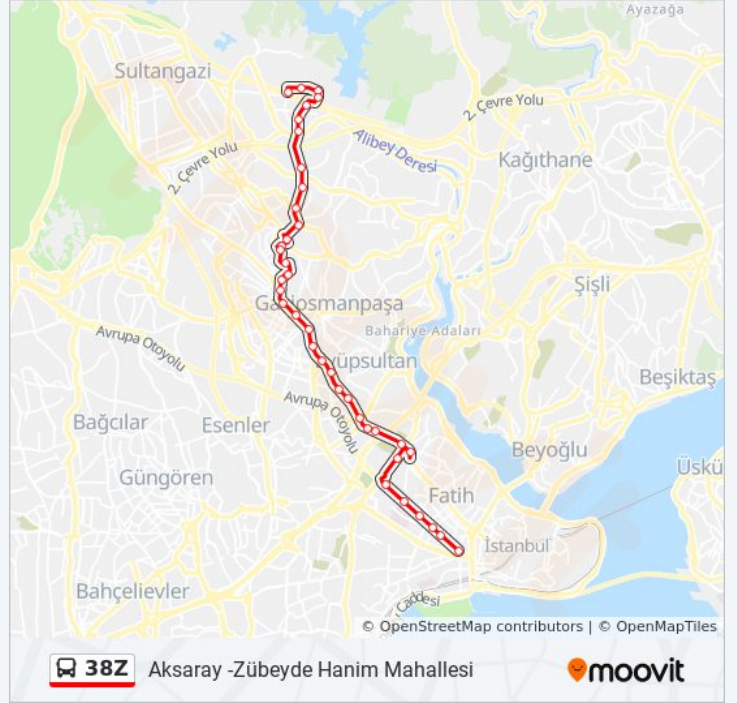 Ayazağa
Sultangazi
2. Çevre Yolu
Alibey Deresi
Kağıthane
2. Çevre Yolu
Şişli
Gaziosmanpaşa
Bahariye Adaları
Avrupa Otoyolu
Eyüpsultan
Beşiktaş
Avrupa Otoyolu
Bağcılar
Esenler
Beyoğlu
Üskü
Güngören
Fatih
İstanbul
Bahçelievler
Caddesi
© OpenStreetMap contributors | © OpenMapTiles
38Z Aksaray -Zübeyde Hanim Mahallesi
moovit